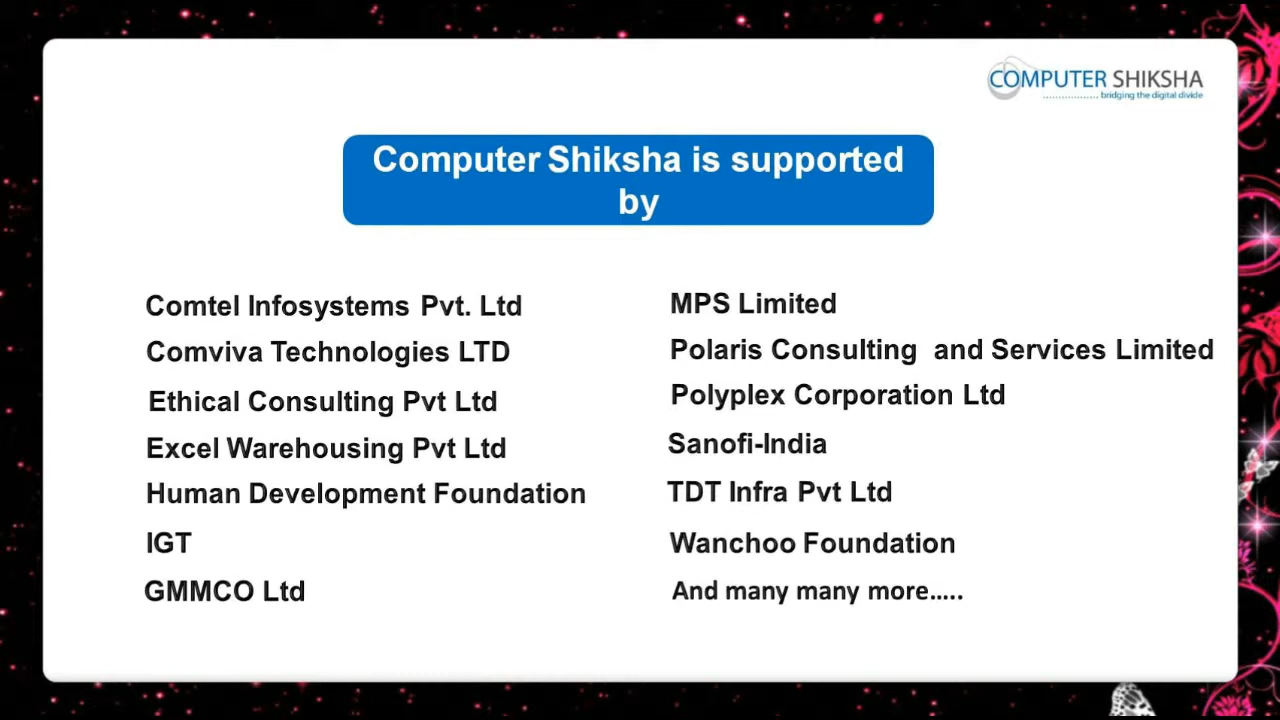 COMPUTER SHIKSHA
bridging the digital divide
Computer Shiksha is supported
by
Comtel Infosystems Pvt. Ltd
Comviva Technologies LTD
Ethical Consulting Pvt Ltd
Excel Warehousing Pvt Ltd
Human Development Foundation
IGT
GMMCO Ltd
MPS Limited
Polaris Consulting and Services Limited
Polyplex Corporation Ltd
Sanofi-India
TDT Infra Pvt Ltd
Wanchoo Foundation
And many many more.....